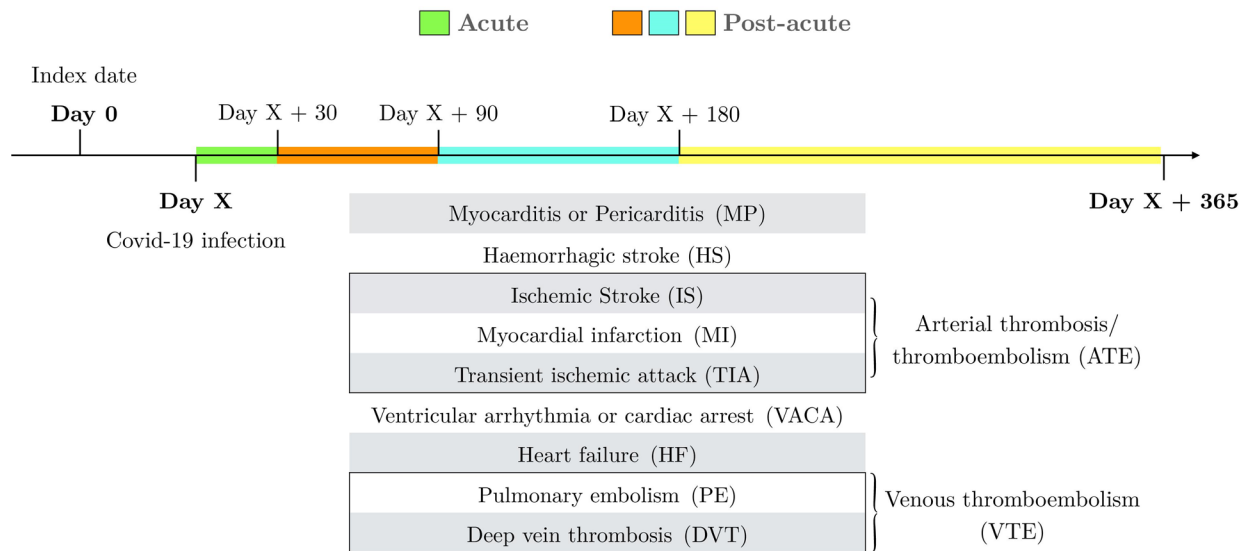 Acute
Post-acute
Index date
Day 0
Day X + 30
Day X + 90
Day X + 180
Day X
Day X + 365
Covid-19 infection
Myocarditis or Pericarditis (MP)
Haemorrhagic stroke (HS)
Ischemic Stroke (IS)
Myocardial infarction (MI)
Transient ischemic attack (TIA)
Arterial thrombosis/
thromboembolism (ATE)
Ventricular arrhythmia or cardiac arrest (VACA)
Heart failure (HF)
Pulmonary embolism (PE)
Deep vein thrombosis (DVT)
Venous thromboembolism
(VTE)